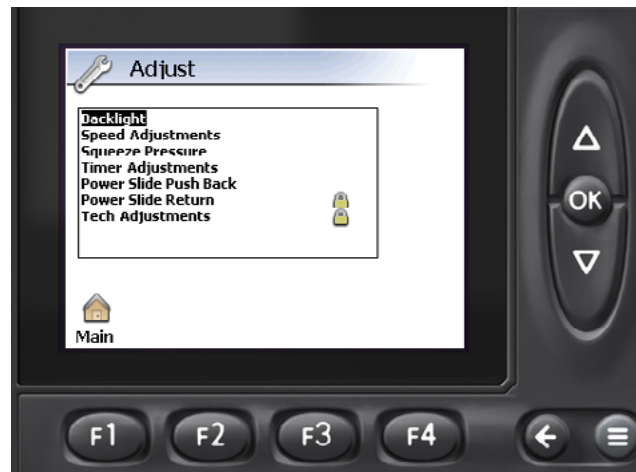 Adjust
Backlight
Speed Adjustments
Squeeze Pressure
Timer Adjustments
Power Slide Push Back
Power Slide Return
Tech Adjustments
Main
OK
F1 F2 F3 F4